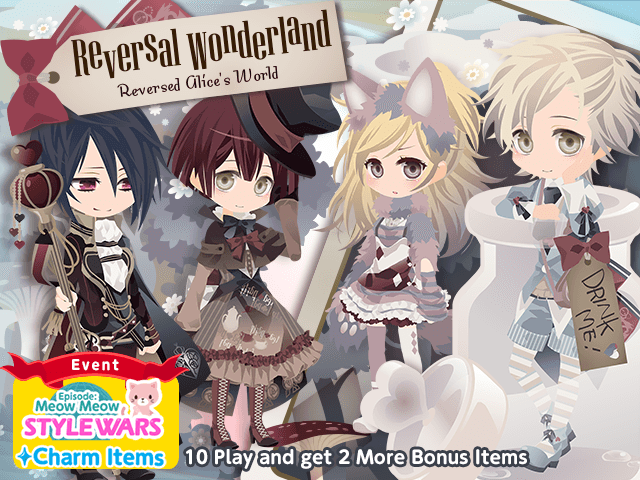 Reversal Wonderland
Reversed Alice's World
DRINK
ME!
Event
Episode:
Meow Meow
STYLE WARS
Charm Items
10 Play and get 2 More Bonus Items